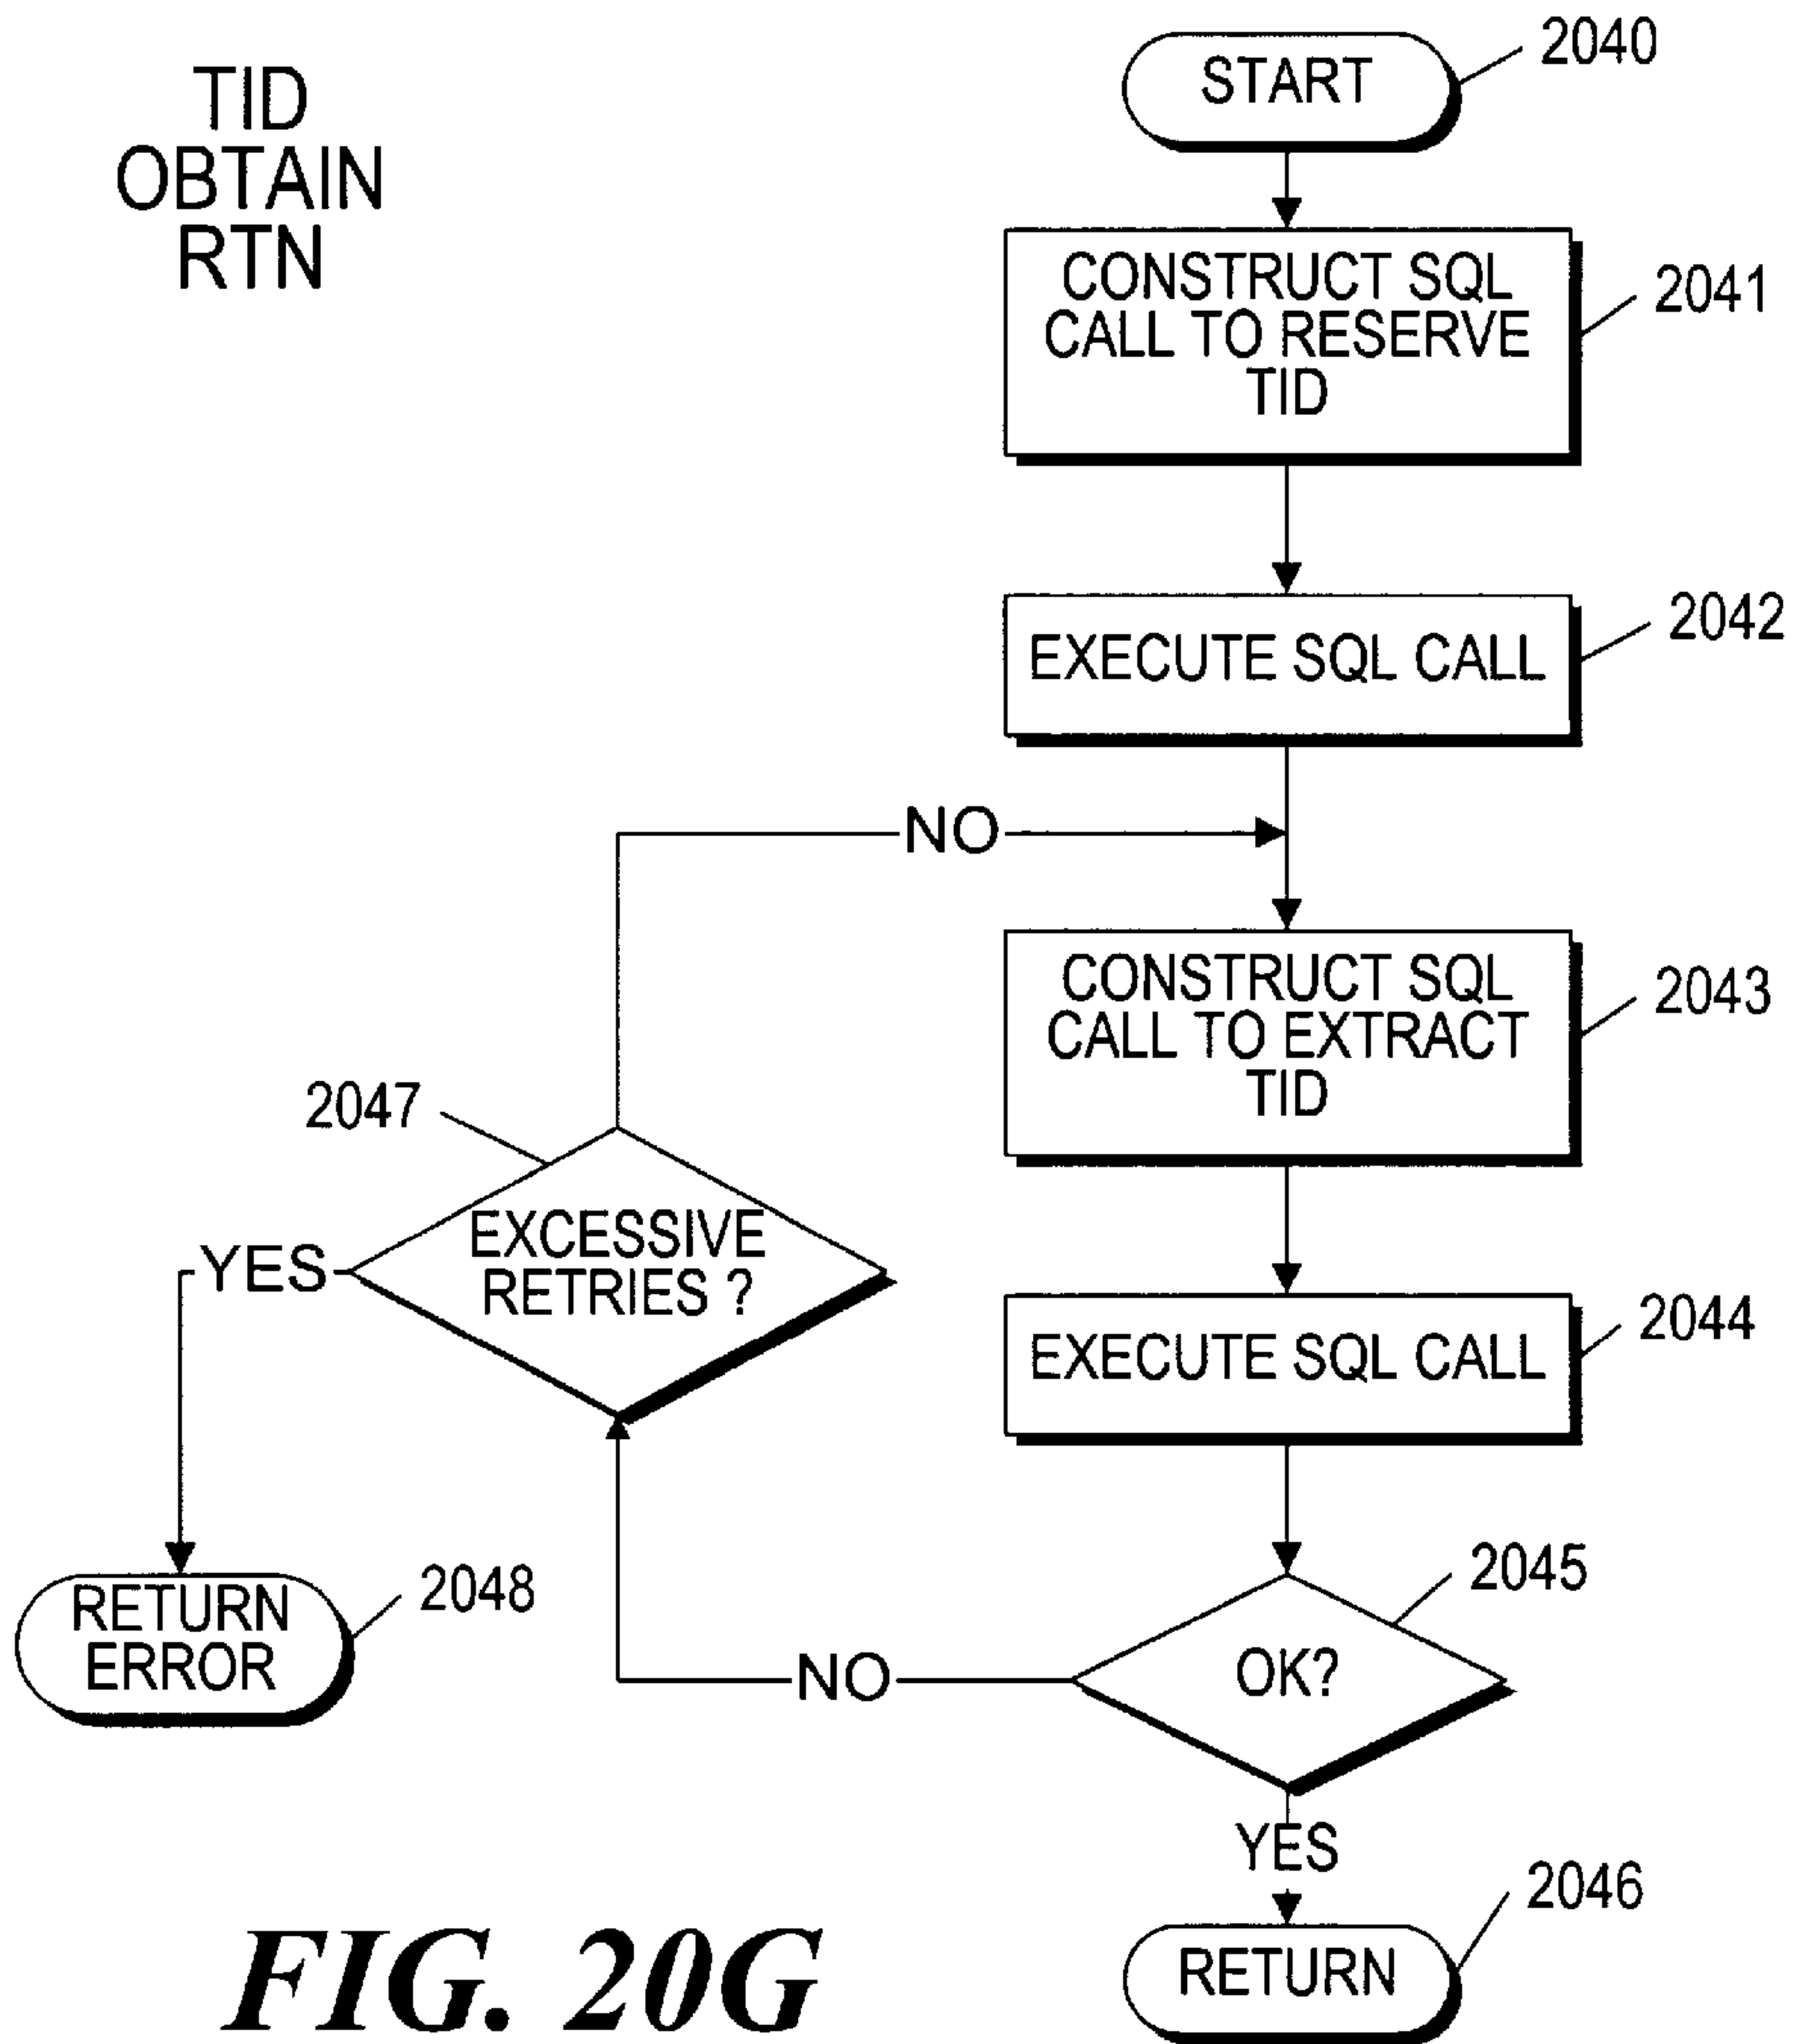 TID
OBTAIN
RTN
START
2040
CONSTRUCT SQL
CALL TO RESERVE
TID
2041
EXECUTE SQL CALL
2042
NO
CONSTRUCT SQL
CALL TO EXTRACT
TID
2043
2047
EXCESSIVE
RETRIES ?
YES
EXECUTE SQL CALL
2044
RETURN
ERROR
2048
NO
OK?
2045
YES
RETURN
2046
FIG. 20G